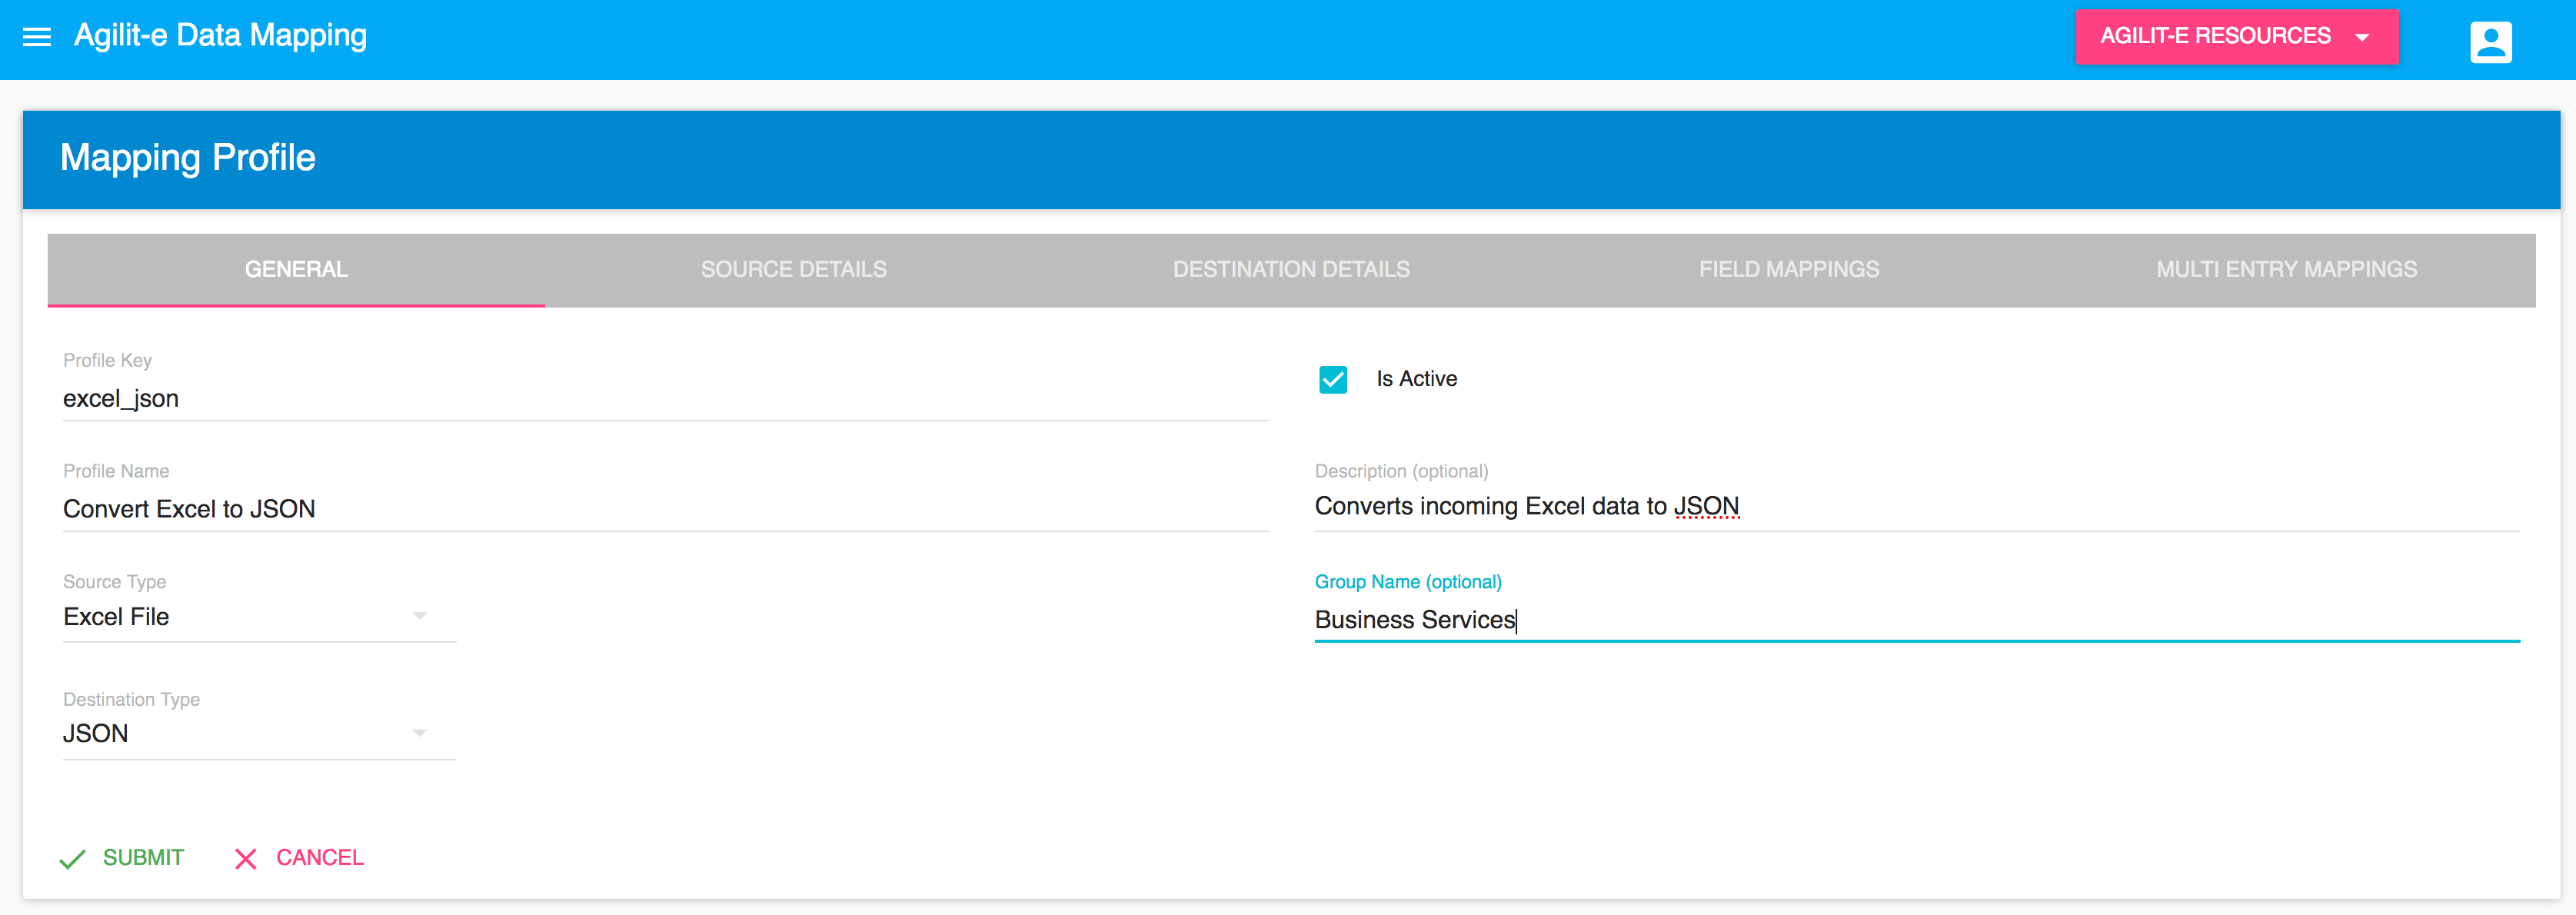 Agilit-e Data Mapping
AGILIT-E RESOURCES
Mapping Profile
GENERAL
SOURCE DETAILS
DESTINATION DETAILS
FIELD MAPPINGS
MULTI ENTRY MAPPINGS
Profile Key
excel_json
Is Active
Profile Name
Convert Excel to JSON
Description (optional)
Converts incoming Excel data to JSON
Source Type
Excel File
Group Name (optional)
Business Services
Destination Type
JSON
SUBMIT
CANCEL